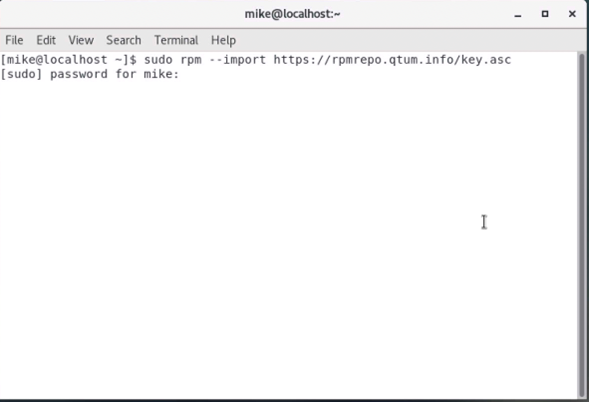 mike@localhost:~
File Edit View Search Terminal Help
[mike@localhost ~]$ sudo rpm --import https://rpmrepo.qtum.info/key.asc
[sudo] password for mike: